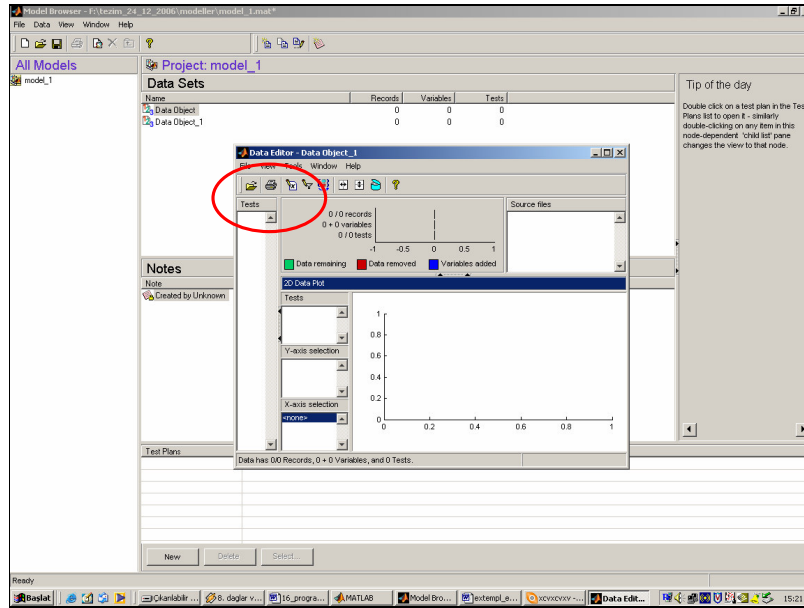 Model Browser - F:\tezim_24_12_2006\modeller\model_1.mat*
File Data View Window Help
All Models
model_1
Project: model_1
Data Sets
Name Records Variables Tests
Data Object 0 0 0
Data Object_1 0 0 0
Tip of the day
Double click on a test plan in the Tes
Plans list to open it - similarly
double-clicking on any item in this
node-dependent 'child list' pane
changes the view to that node.
Data Editor - Data Object_1
File View Tools Window Help
Tests
0 / 0 records
0 + 0 variables
0 / 0 tests
-1 -0.5 0 0.5 1
Data remaining Data removed Variables added
Source files
2D Data Plot
Tests
Y-axis selection
X-axis selection
<none>
1
0.8
0.6
0.4
0.2
0
0 0.2 0.4 0.6 0.8 1
Data has 0/0 Records, 0 + 0 Variables, and 0 Tests.
Notes
Note
Created by Unknown
Test Plans
New Delete Select...
Ready
Başlat Çıkarılabilir ... 8. daglar v... 16_progra... MATLAB Model Bro... extempl_e... xcvxcvxv -... Data Edit... 15:21